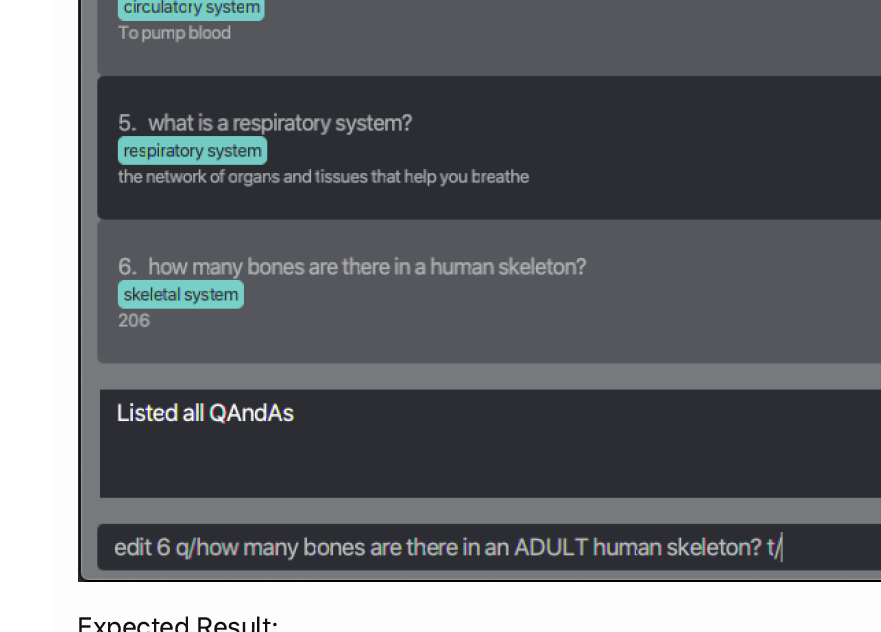 circulatory system
To pump blood
5. what is a respiratory system?
respiratory system
the network of organs and tissues that help you breathe
6. how many bones are there in a human skeleton?
skeletal system
206
Listed all QAndAs
edit 6 q/how many bones are there in an ADULT human skeleton? t/
Expected Result: